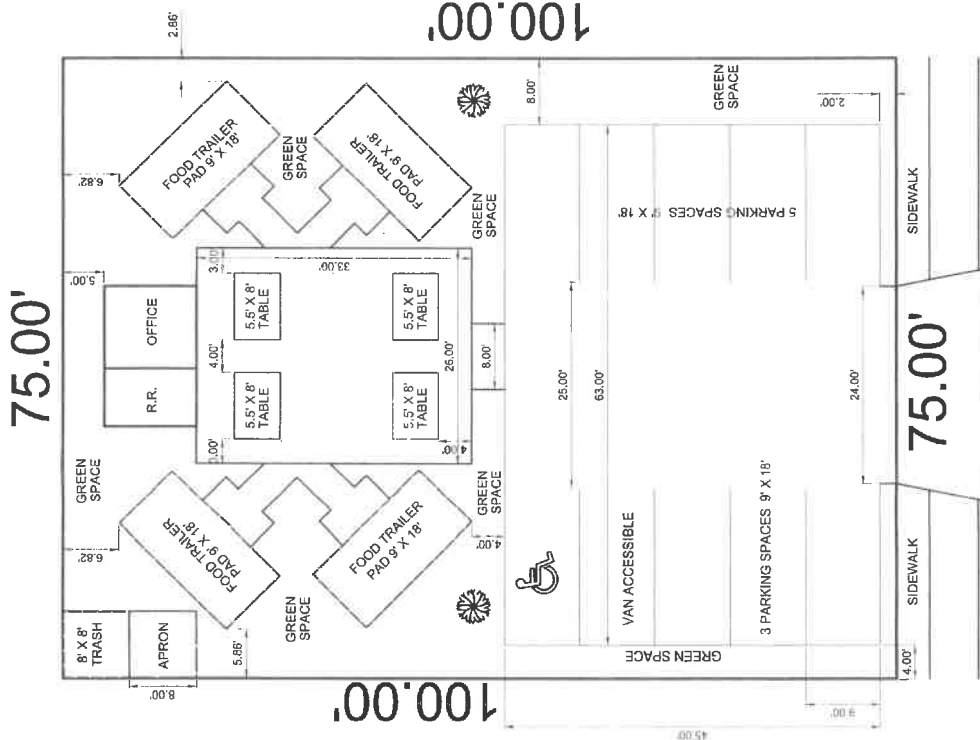 100.00'
2.86'
75.00'
6.82'
FOOD TRAILER
PAD 9' X 18'
GREEN
SPACE
FOOD TRAILER
PAD 9' X 18'
8.00'
GREEN
SPACE
2.00'
5.00'
OFFICE
R.R.
3.00'
33.00'
5.5' X 8'
TABLE
5.5' X 8'
TABLE
4.00'
26.00'
8.00'
5.5' X 8'
TABLE
5.5' X 8'
TABLE
4.00'
GREEN
SPACE
5 PARKING SPACES 9' X 18'
SIDEWALK
25.00'
63.00'
24.00'
75.00'
GREEN
SPACE
6.82'
FOOD TRAILER
PAD 9' X 18'
FOOD TRAILER
PAD 9' X 18'
GREEN
SPACE
4.00'
GREEN
SPACE
VAN ACCESSIBLE
3 PARKING SPACES 9' X 18'
SIDEWALK
8' X 8'
TRASH
APRON
8.00'
5.86'
GREEN SPACE
4.00'
100.00'
9.00'
45.00'